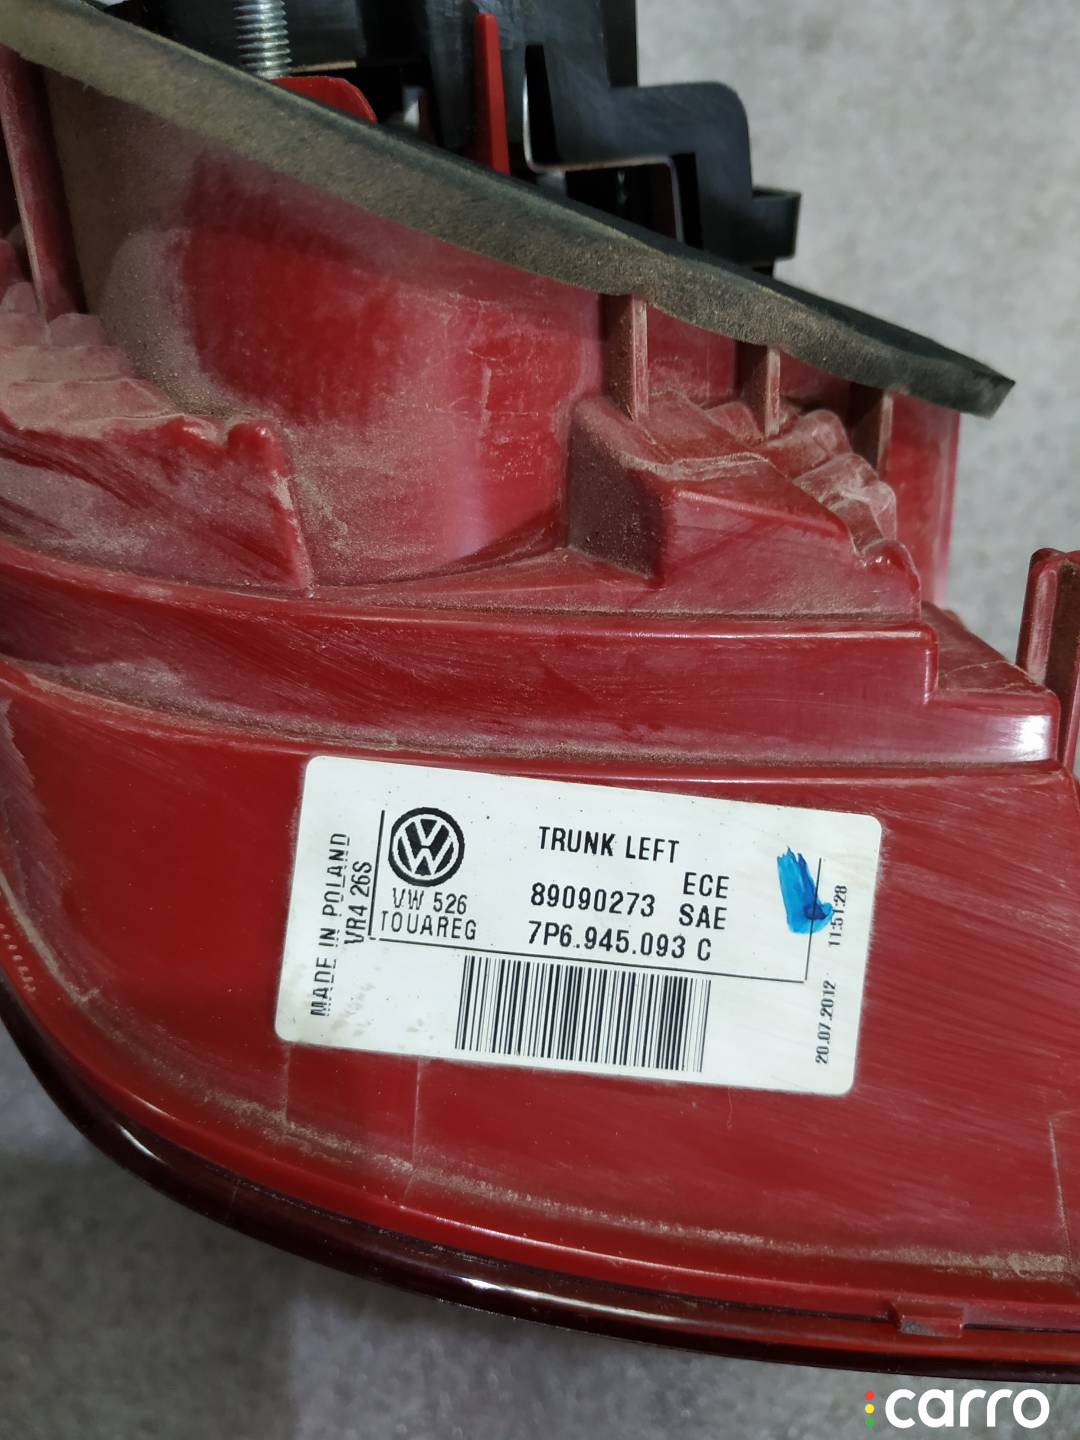 TRUNK LEFT
ECE
89090273 SAE
7P6.945.093 C
VW 526
TOUAREG
MADE IN POLAND
VR4 26S
20.07.2012 11:51:28
carro